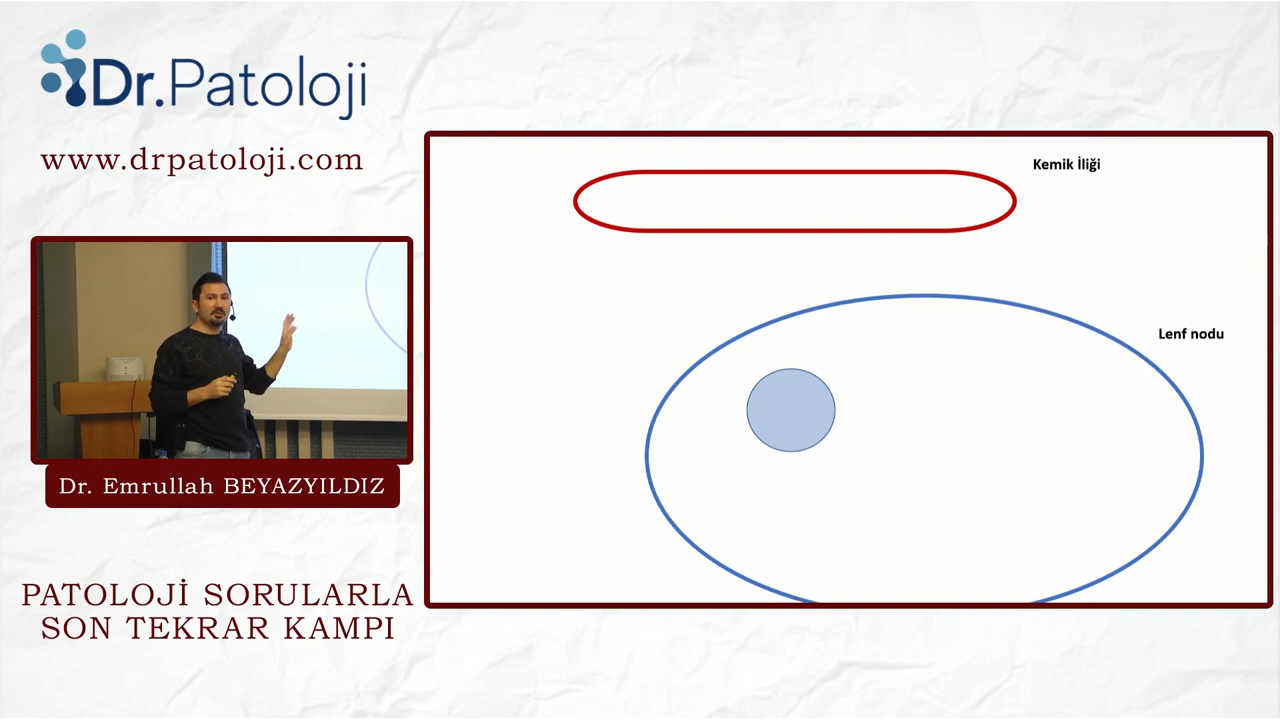 Dr.Patoloji
www.drpatoloji.com
Dr. Emrullah BEYAZYILDIZ
PATOLOJİ SORULARLA
SON TEKRAR KAMPI
Kemik İliği
Lenf nodu